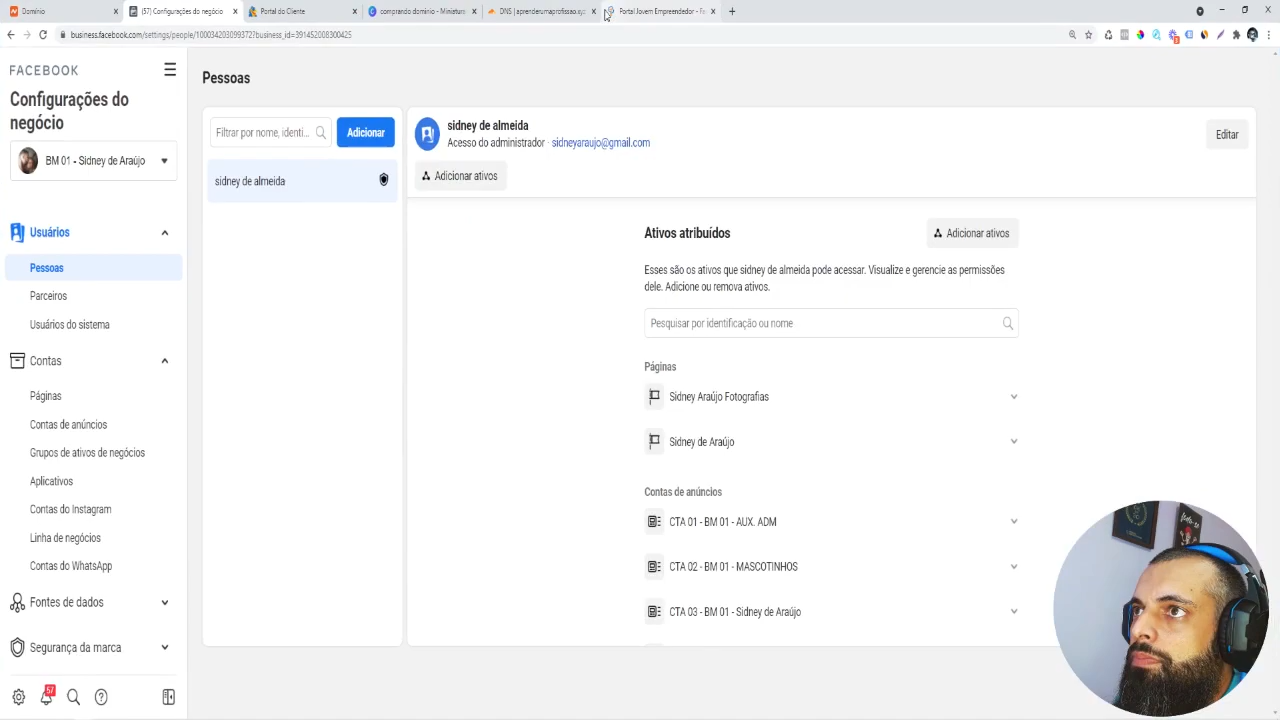 Domínio
(57) Configurações do negócio
Portal do Cliente
comprando dominio - Miniatura
DNS | aprenderumaprofissao.xyz
Portal Jovem Empreendedor - Fa
business.facebook.com/settings/people/100034203099372?business_id=391452008300425
FACEBOOK
Configurações do
negócio
BM 01 - Sidney de Araújo
Usuários
Pessoas
Parceiros
Usuários do sistema
Contas
Páginas
Contas de anúncios
Grupos de ativos de negócios
Aplicativos
Contas do Instagram
Linha de negócios
Contas do WhatsApp
Fontes de dados
Segurança da marca
57
Pessoas
Filtrar por nome, identi...
Adicionar
sidney de almeida
sidney de almeida
Acesso do administrador · sidneyaraujo@gmail.com
Editar
Adicionar ativos
Ativos atribuídos
Adicionar ativos
Esses são os ativos que sidney de almeida pode acessar. Visualize e gerencie as permissões
dele. Adicione ou remova ativos.
Pesquisar por identificação ou nome
Páginas
Sidney Araújo Fotografias
Sidney de Araújo
Contas de anúncios
CTA 01 - BM 01 - AUX. ADM
CTA 02 - BM 01 - MASCOTINHOS
CTA 03 - BM 01 - Sidney de Araújo